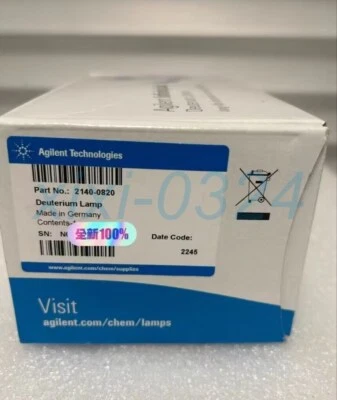 Agilent Technologies
Part No.: 2140-0820
Deuterium Lamp
Made in Germany
Contents:
SN: N
全新100%
Date Code:
2245
www.agilent.com/chem/supplies
Visit
agilent.com/chem/lamps
j-0324